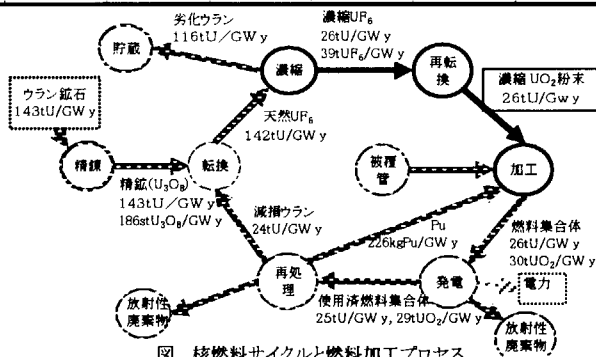 劣化ウラン
116tU／GWy
貯蔵
濃縮UF₆
26tU/GWy
39tUF₆/GWy
濃縮
再転
換
濃縮UO₂粉末
26tU/Gwy
ウラン鉱石
143tU/GWy
天然UF₆
142tU/GWy
精錬
転換
被覆
管
加工
精鉱(U₃O₈)
143tU／GWy
186stU₃O₈/GWy
減損ウラン
24tU/GWy
Pu
226kgPu/GWy
燃料集合体
26tU/GWy
30tUO₂/GWy
再処
理
発電
電力
放射性
廃棄物
使用済燃料集合体
25tU/GWy, 29tUO₂/GWy
放射性
廃棄物
図　核燃料サイクルと燃料加工プロセス